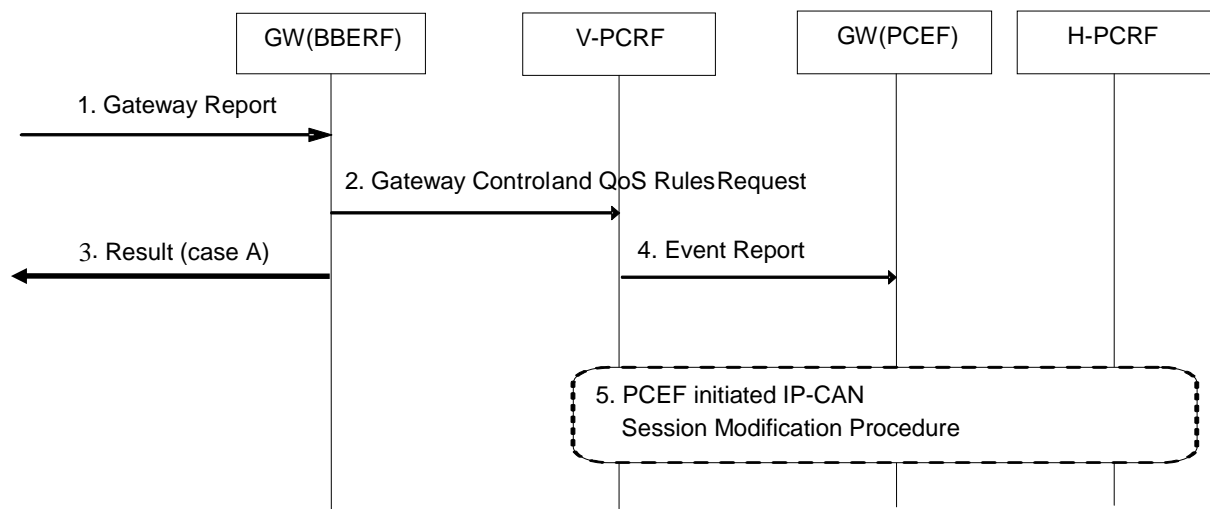 GW(BBERF)
V-PCRF
GW(PCEF)
H-PCRF
1. Gateway Report
2. Gateway Controland QoS RulesRequest
3. Result (case A)
4. Event Report
5. PCEF initiated IP-CAN
Session Modification Procedure